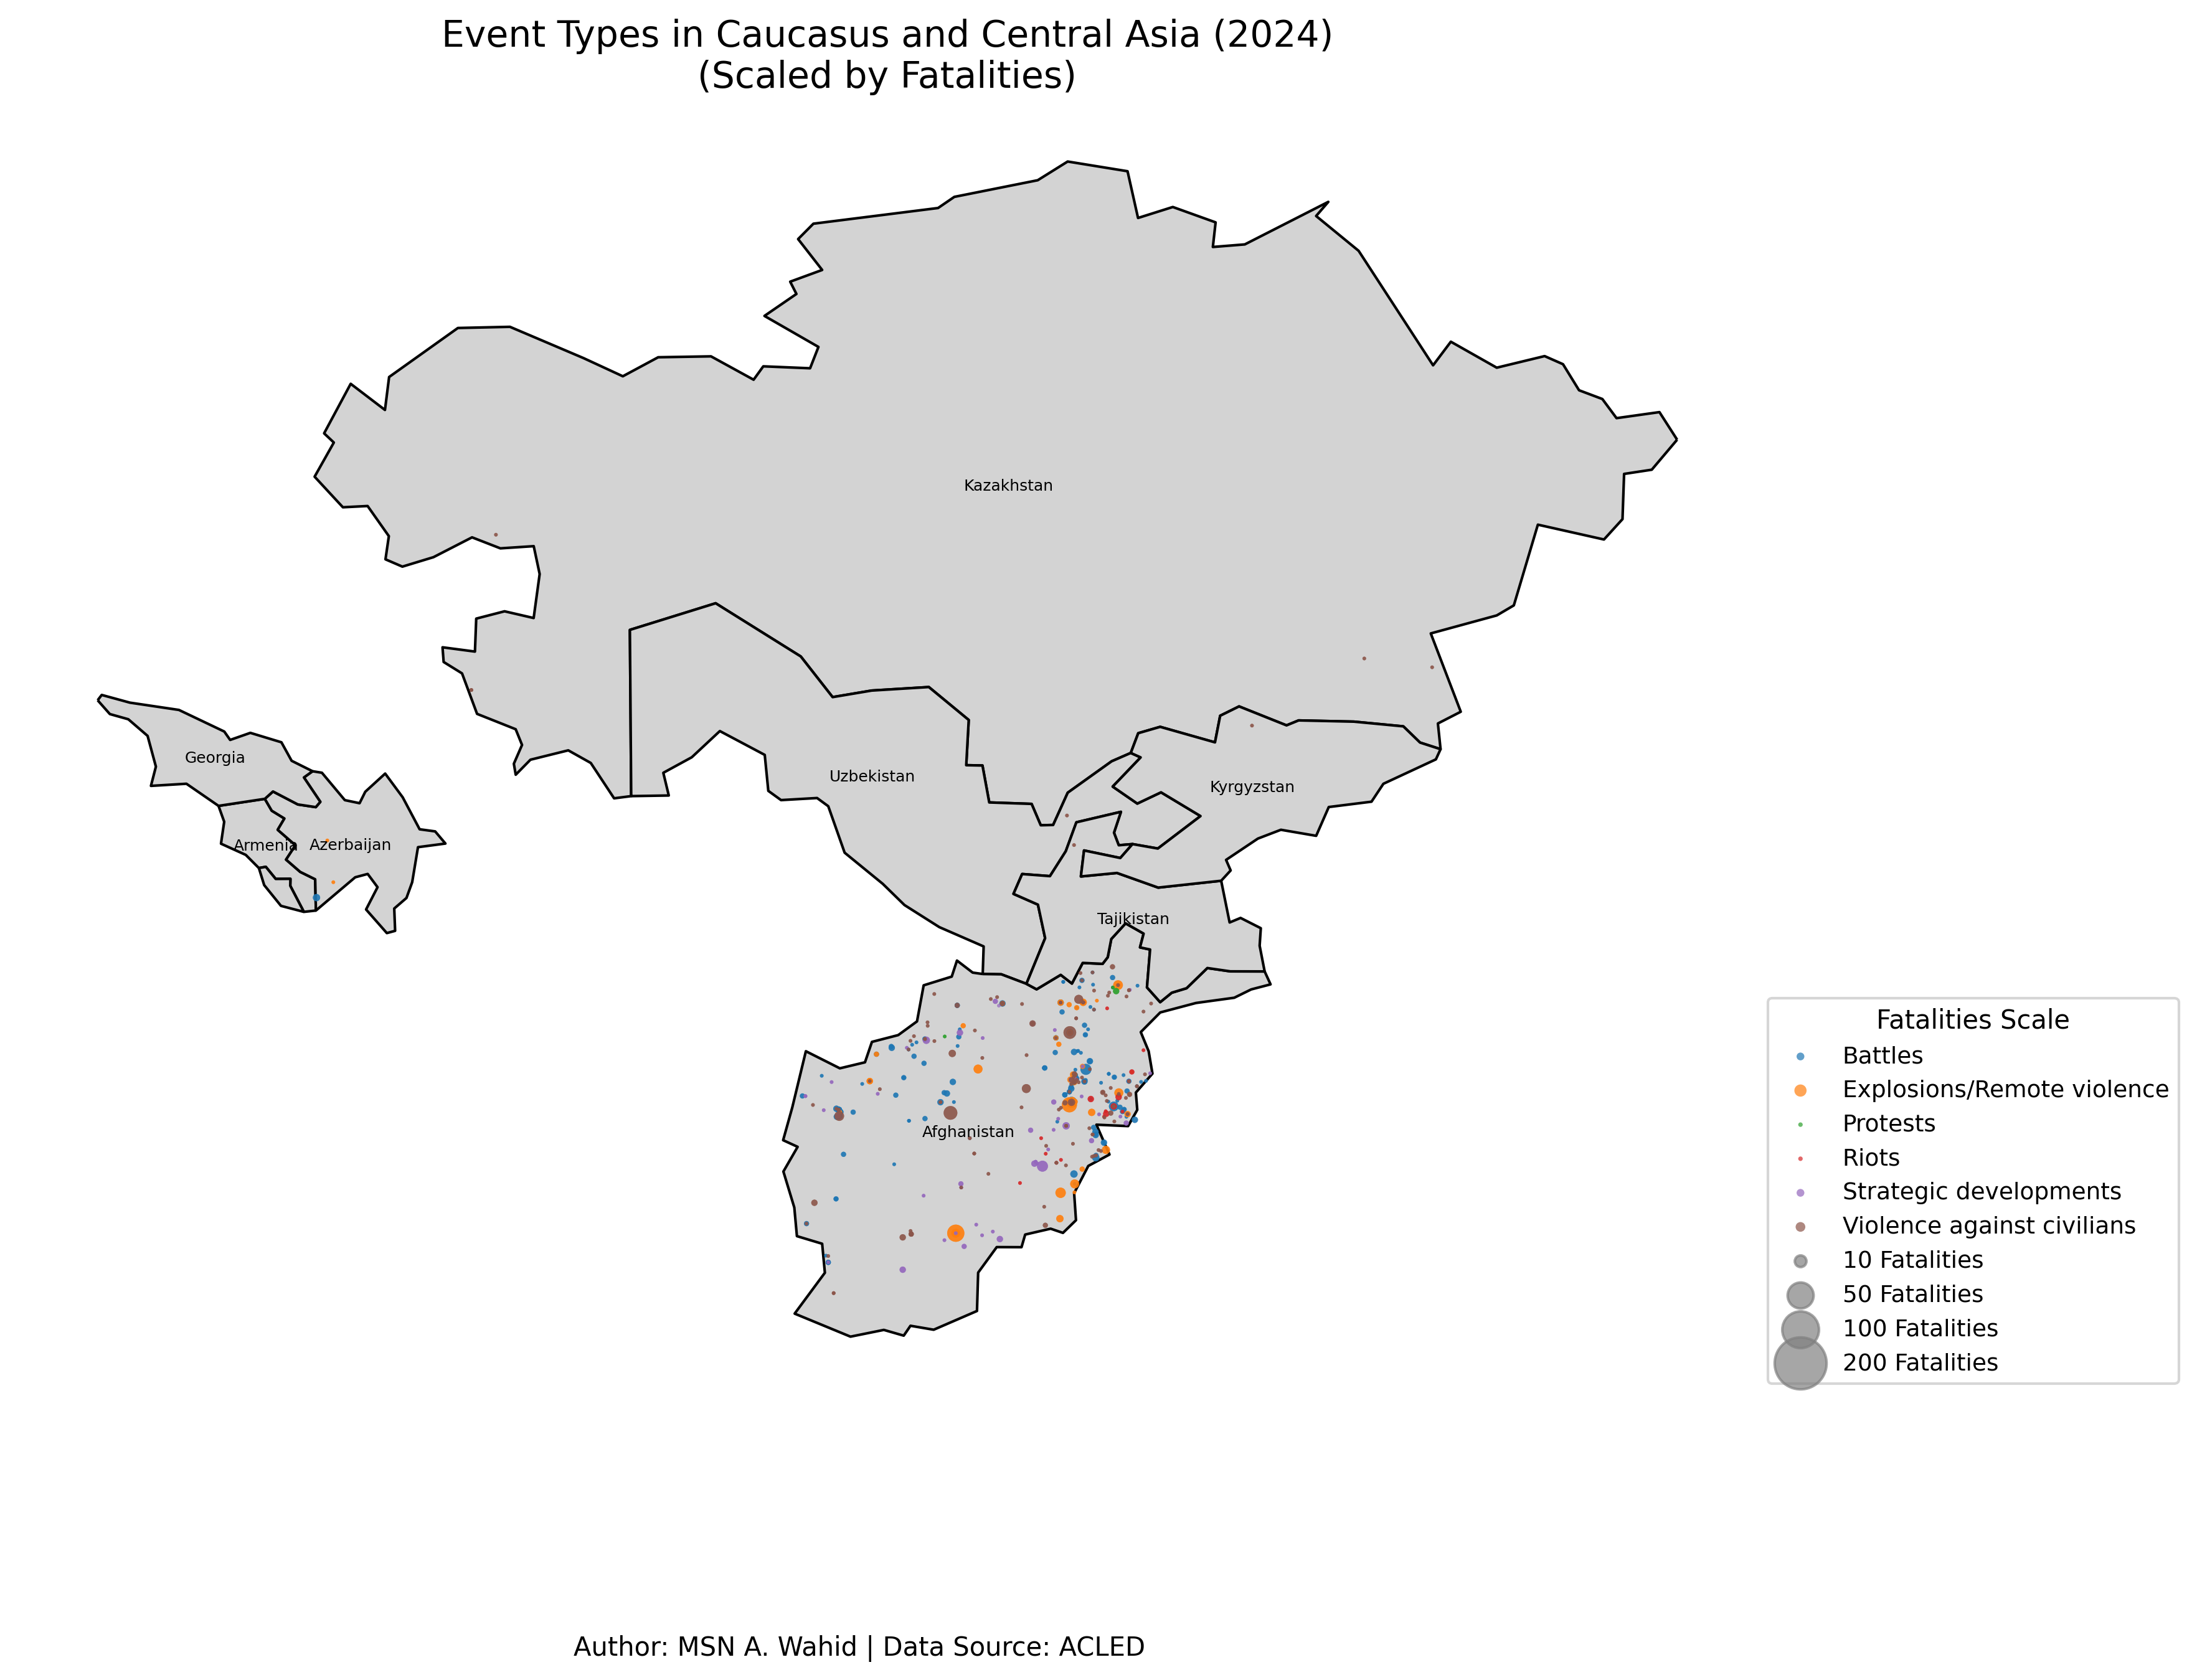 Event Types in Caucasus and Central Asia (2024)
(Scaled by Fatalities)
Kazakhstan
Georgia
Uzbekistan
Kyrgyzstan
Armenia
Azerbaijan
Tajikistan
Afghanistan
Fatalities Scale
Battles
Explosions/Remote violence
Protests
Riots
Strategic developments
Violence against civilians
10 Fatalities
50 Fatalities
100 Fatalities
200 Fatalities
Author: MSN A. Wahid | Data Source: ACLED